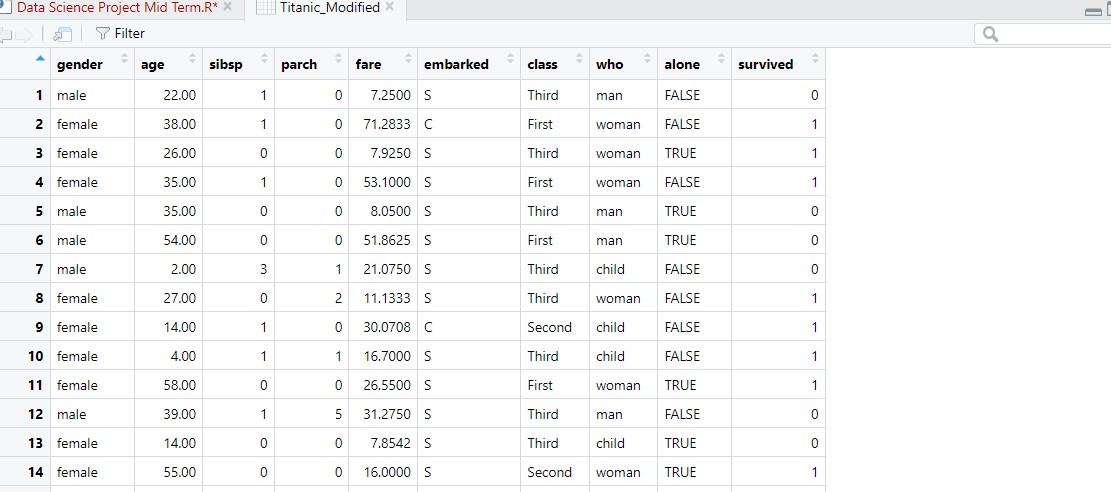 Data Science Project Mid Term.R* Titanic_Modified
Filter
gender age sibsp parch fare embarked class who alone survived
1 male 22.00 1 0 7.2500 S Third man FALSE 0
2 female 38.00 1 0 71.2833 C First woman FALSE 1
3 female 26.00 0 0 7.9250 S Third woman TRUE 1
4 female 35.00 1 0 53.1000 S First woman FALSE 1
5 male 35.00 0 0 8.0500 S Third man TRUE 0
6 male 54.00 0 0 51.8625 S First man TRUE 0
7 male 2.00 3 1 21.0750 S Third child FALSE 0
8 female 27.00 0 2 11.1333 S Third woman FALSE 1
9 female 14.00 1 0 30.0708 C Second child FALSE 1
10 female 4.00 1 1 16.7000 S Third child FALSE 1
11 female 58.00 0 0 26.5500 S First woman TRUE 1
12 male 39.00 1 5 31.2750 S Third man FALSE 0
13 female 14.00 0 0 7.8542 S Third child TRUE 0
14 female 55.00 0 0 16.0000 S Second woman TRUE 1